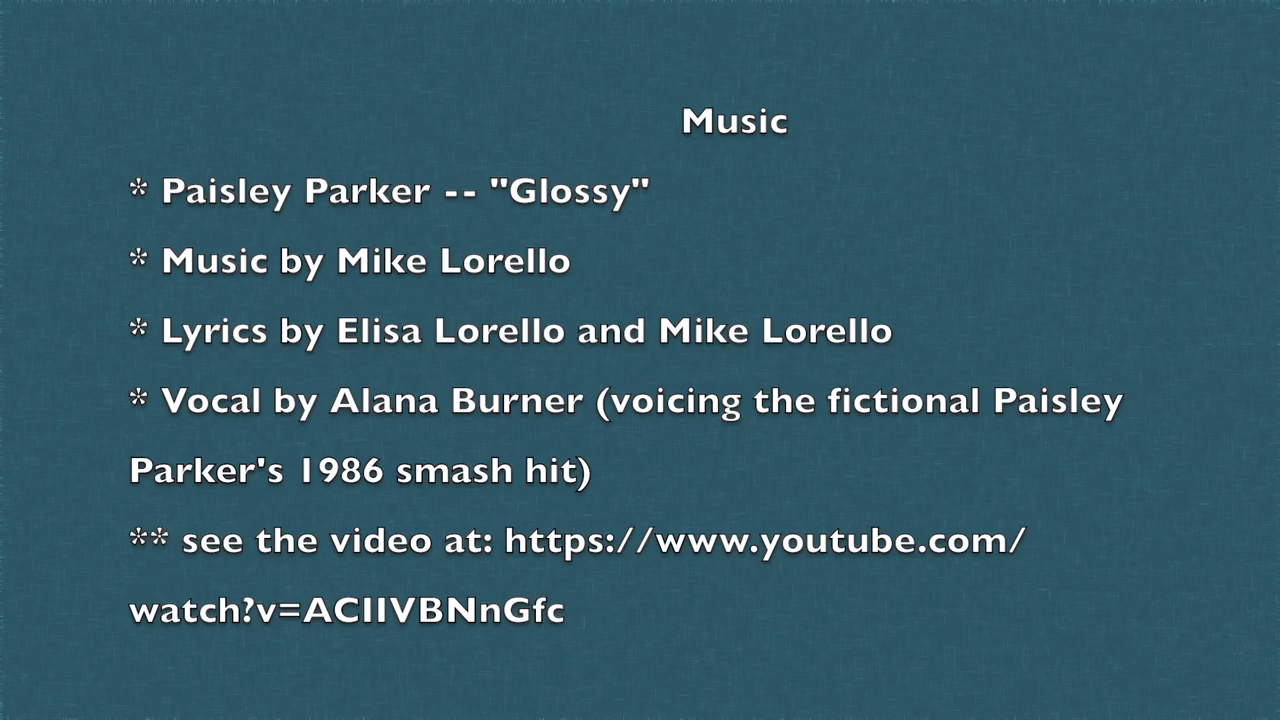 Music
* Paisley Parker -- "Glossy"
* Music by Mike Lorello
* Lyrics by Elisa Lorello and Mike Lorello
* Vocal by Alana Burner (voicing the fictional Paisley
Parker's 1986 smash hit)
** see the video at: https://www.youtube.com/
watch?v=ACIIVBNnGfc